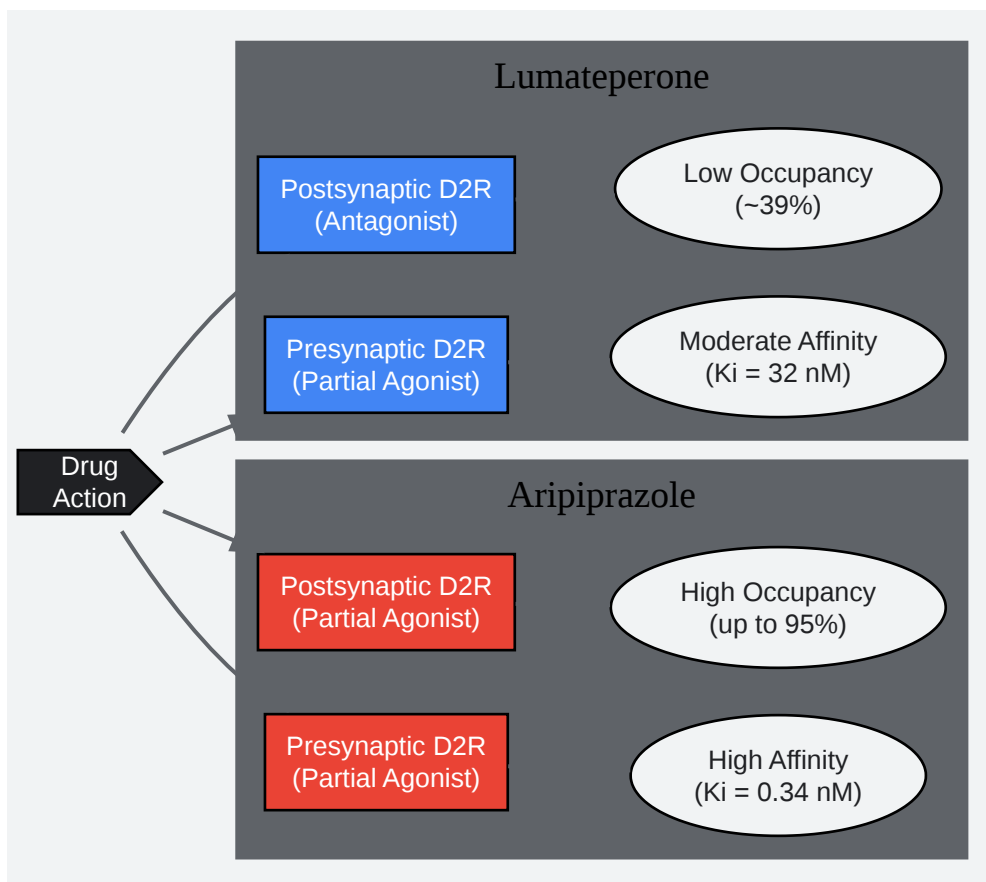 Lumateperone
Postsynaptic D2R
(Antagonist)
Low Occupancy
(~39%)
Presynaptic D2R
(Partial Agonist)
Moderate Affinity
(Ki = 32 nM)
Drug
Action
Aripiprazole
Postsynaptic D2R
(Partial Agonist)
High Occupancy
(up to 95%)
Presynaptic D2R
(Partial Agonist)
High Affinity
(Ki = 0.34 nM)